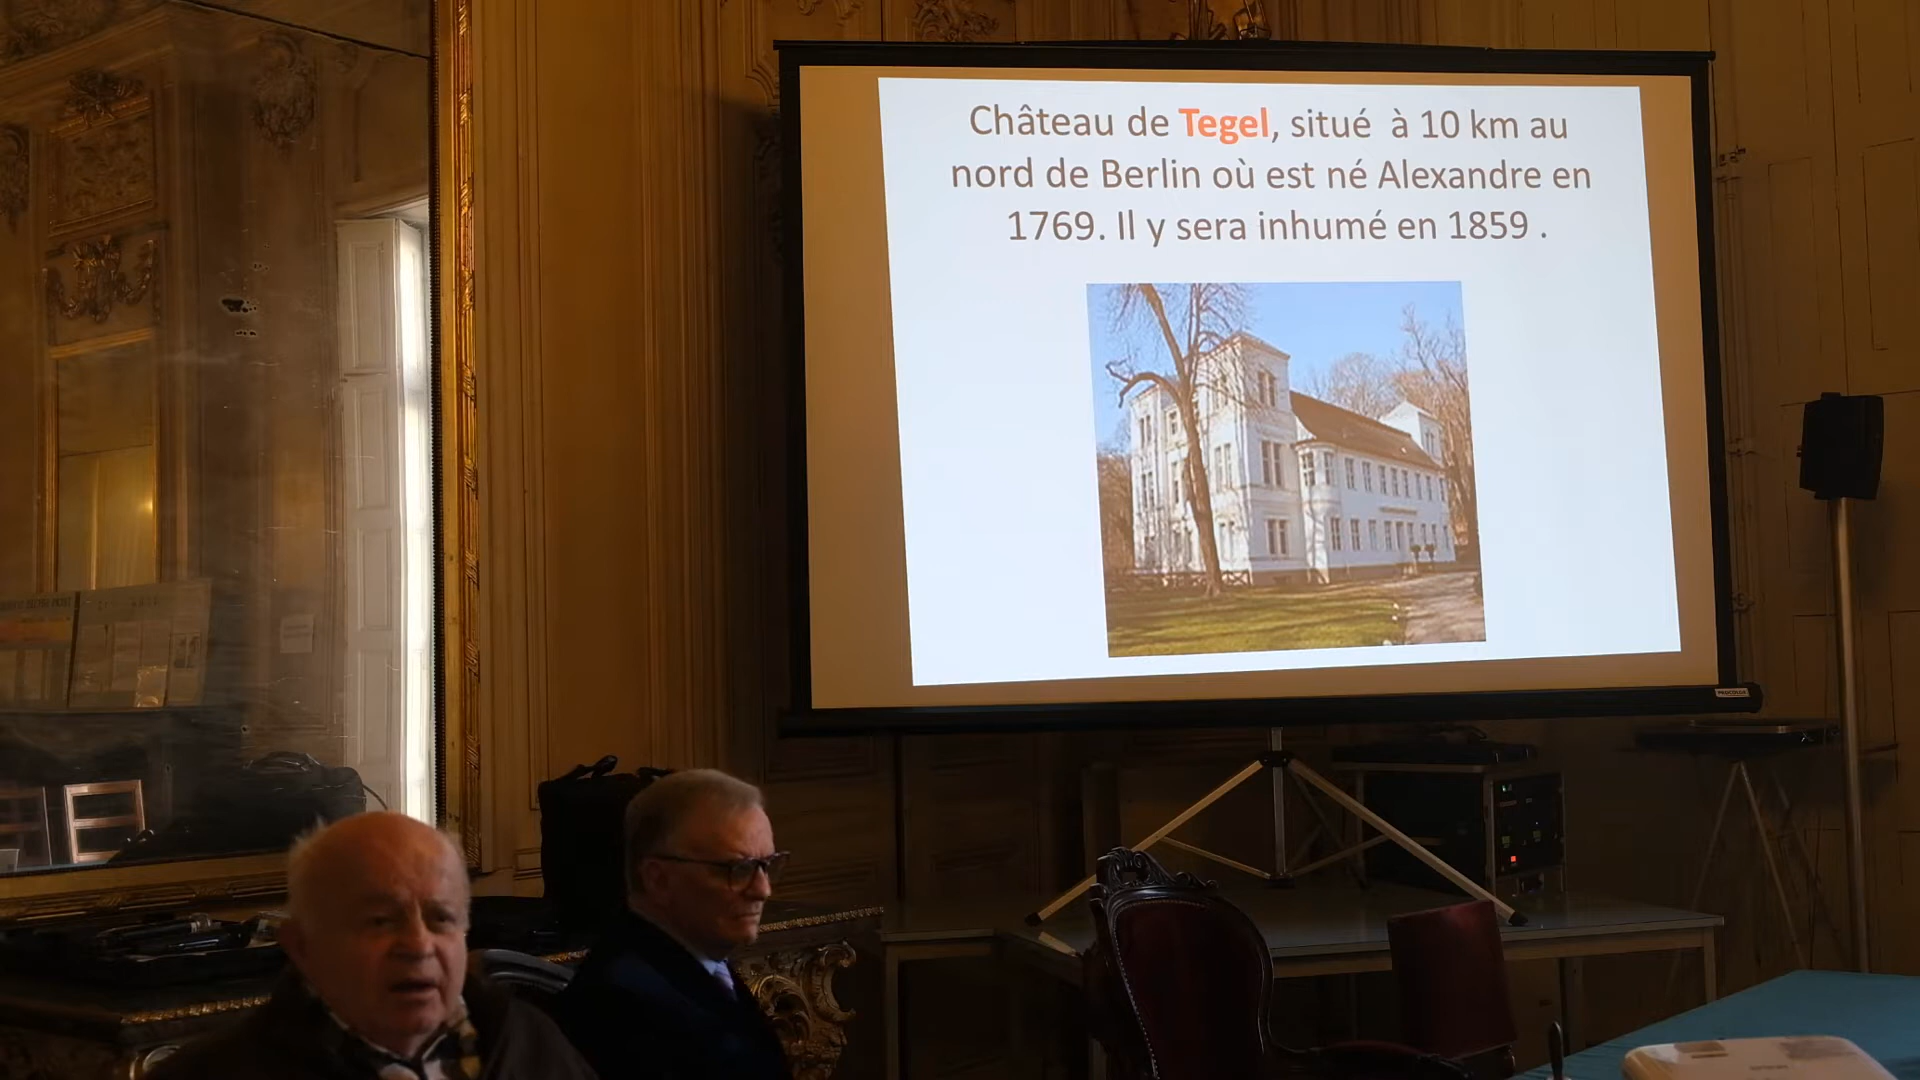 Château de Tegel, situé à 10 km au
nord de Berlin où est né Alexandre en
1769. Il y sera inhumé en 1859 .
PROCOLOR